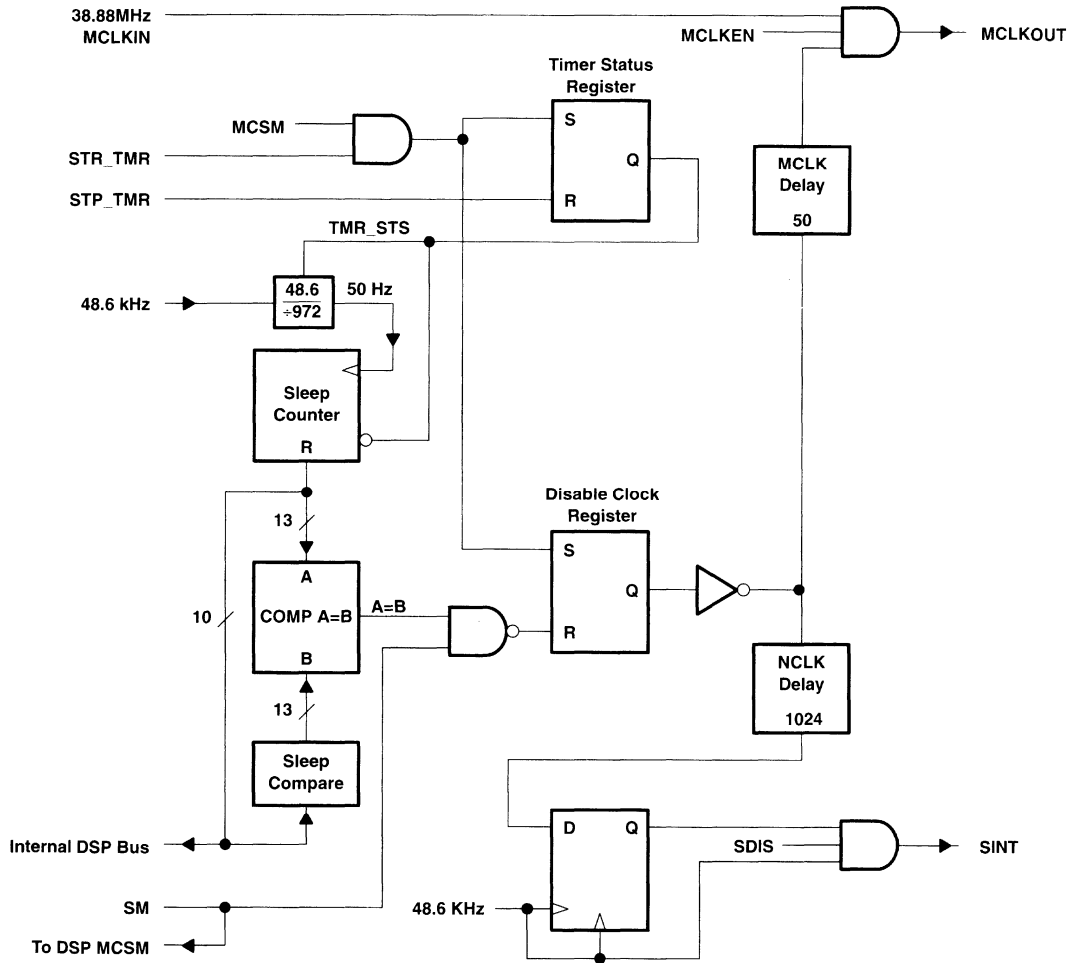 38.88MHz
MCLKIN
MCLKEN
MCLKOUT
Timer Status
Register
MCSM
S
STR_TMR
Q
MCLK
Delay
50
STP_TMR
R
TMR_STS
48.6 kHz
48.6
÷972
50 Hz
Sleep
Counter
R
Disable Clock
Register
13
S
A
COMP A=B
A=B
Q
10
R
B
NCLK
Delay
1024
13
Sleep
Compare
D
Q
Internal DSP Bus
SDIS
SINT
SM
48.6 KHz
To DSP MCSM